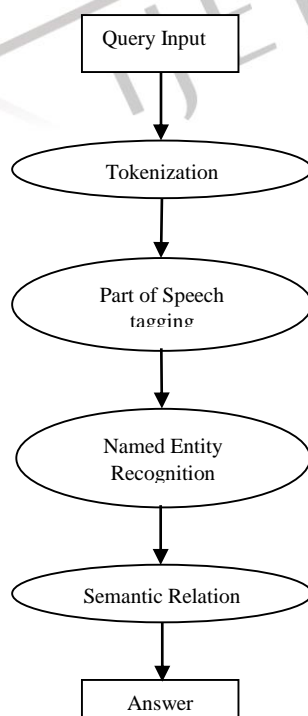 Query Input
Tokenization
Part of Speech
tagging
Named Entity
Recognition
Semantic Relation
Answer